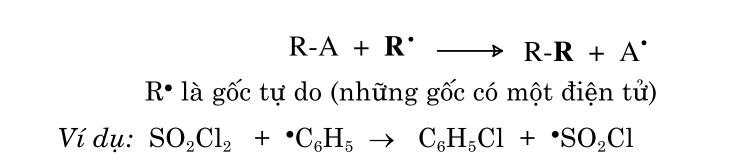 R-A + R• ⟶ R-R + A•
R• là gốc tự do (những gốc có một điện tử)
Ví dụ: SO₂Cl₂ + •C₆H₅ → C₆H₅Cl + •SO₂Cl